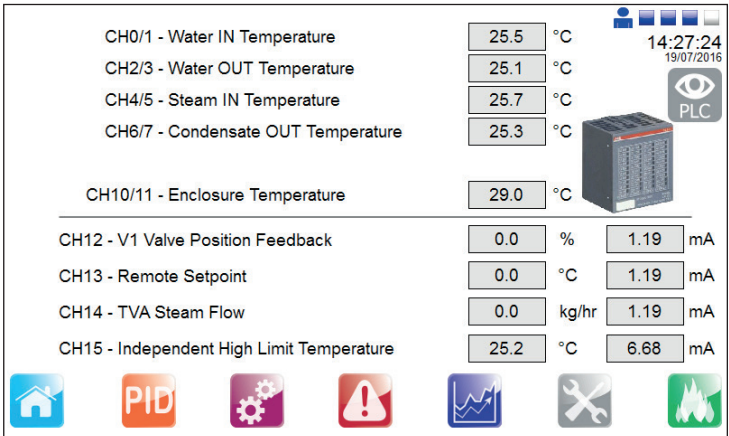 CH0/1 - Water IN Temperature 25.5 °C
14:27:24
19/07/2016
CH2/3 - Water OUT Temperature 25.1 °C
CH4/5 - Steam IN Temperature 25.7 °C
PLC
CH6/7 - Condensate OUT Temperature 25.3 °C
CH10/11 - Enclosure Temperature 29.0 °C
CH12 - V1 Valve Position Feedback 0.0 % 1.19 mA
CH13 - Remote Setpoint 0.0 °C 1.19 mA
CH14 - TVA Steam Flow 0.0 kg/hr 1.19 mA
CH15 - Independent High Limit Temperature 25.2 °C 6.68 mA
PID